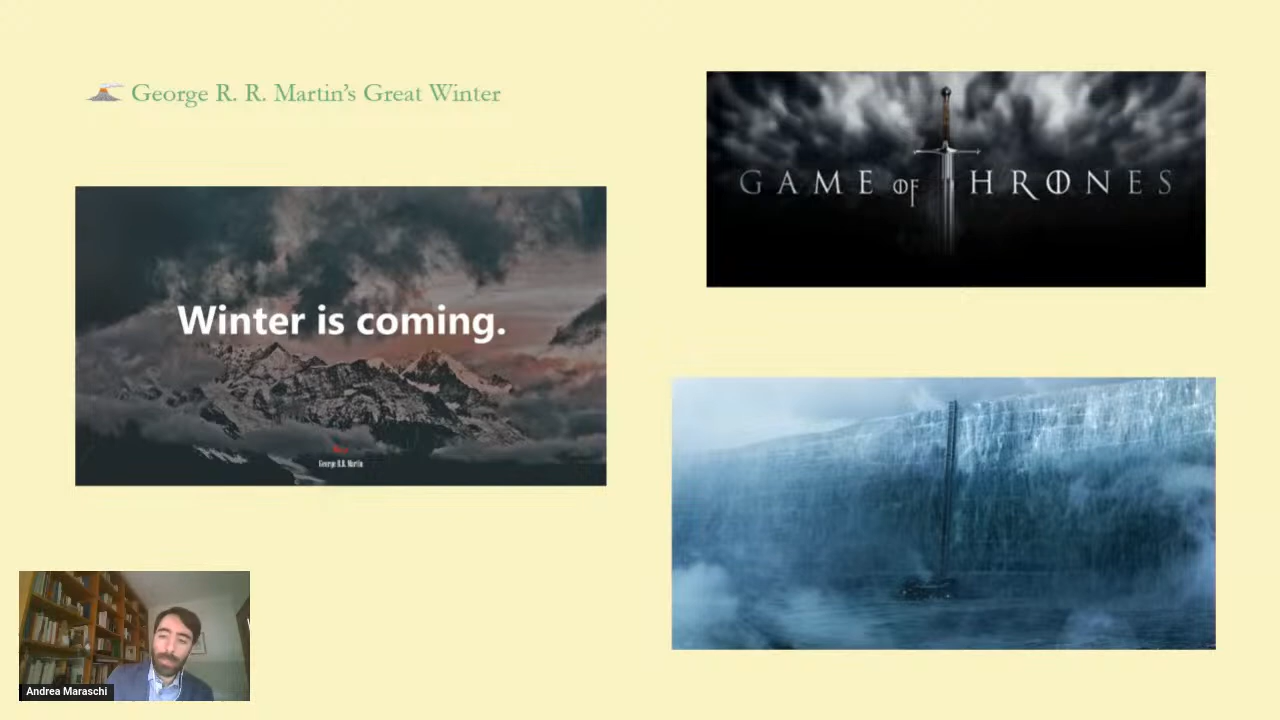 George R. R. Martin's Great Winter
GAME OF THRONES
Winter is coming.
George R.R. Martin
Andrea Maraschi